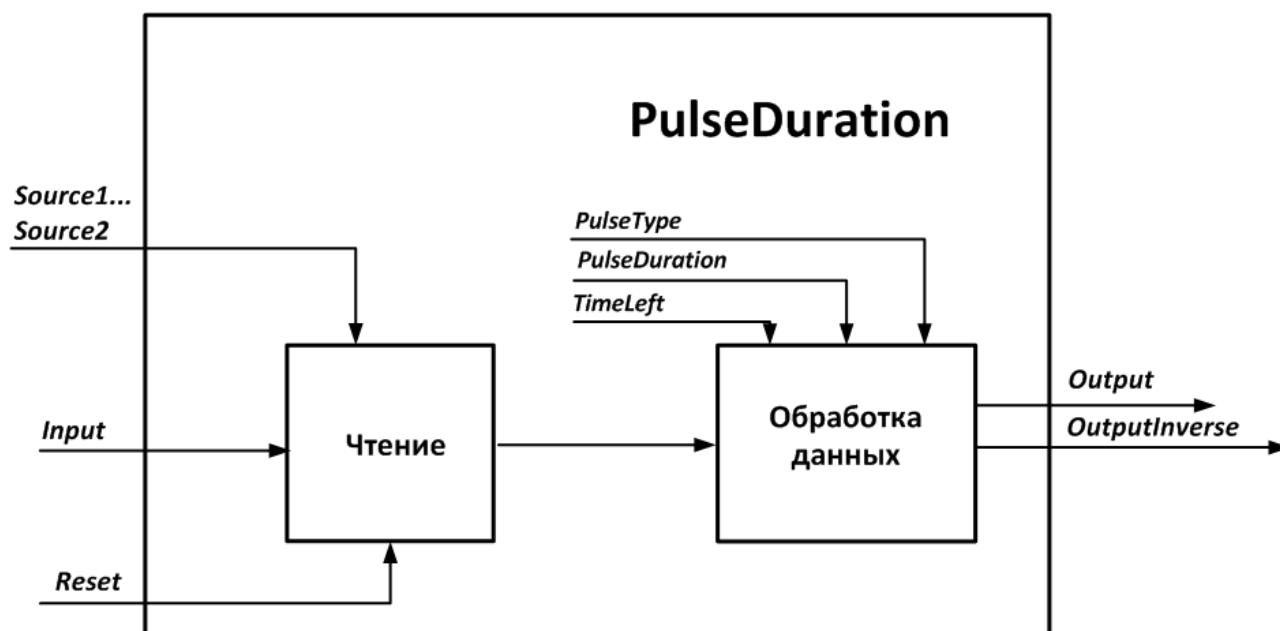 PulseDuration
Source1...
Source2
PulseType
PulseDuration
TimeLeft
Input
Чтение
Обработка
данных
Output
OutputInverse
Reset